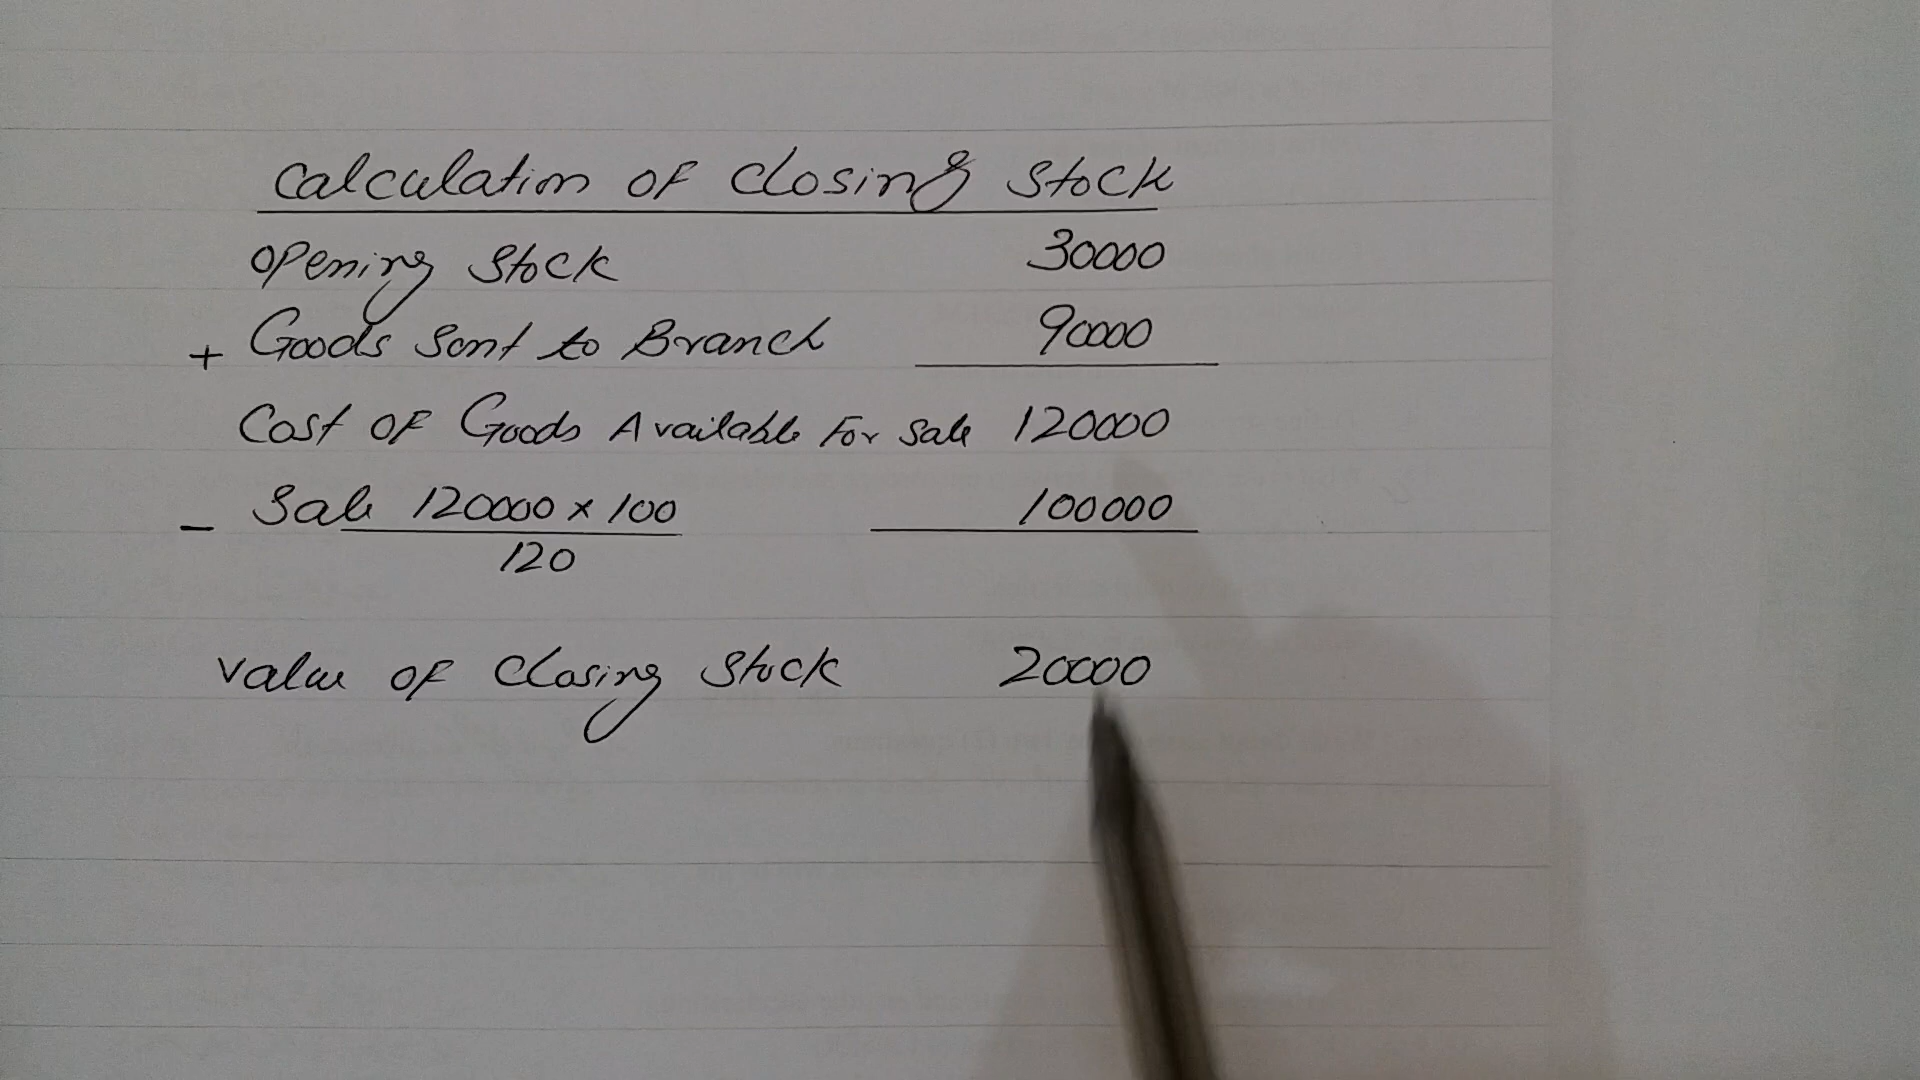 Calculation OF Closing Stock
Opening Stock 30000
+ Goods Sent to Branch 90000
Cost OF Goods Available For Sale 120000
- Sale 120000 x 100 100000
120
Value OF Closing Stock 20000